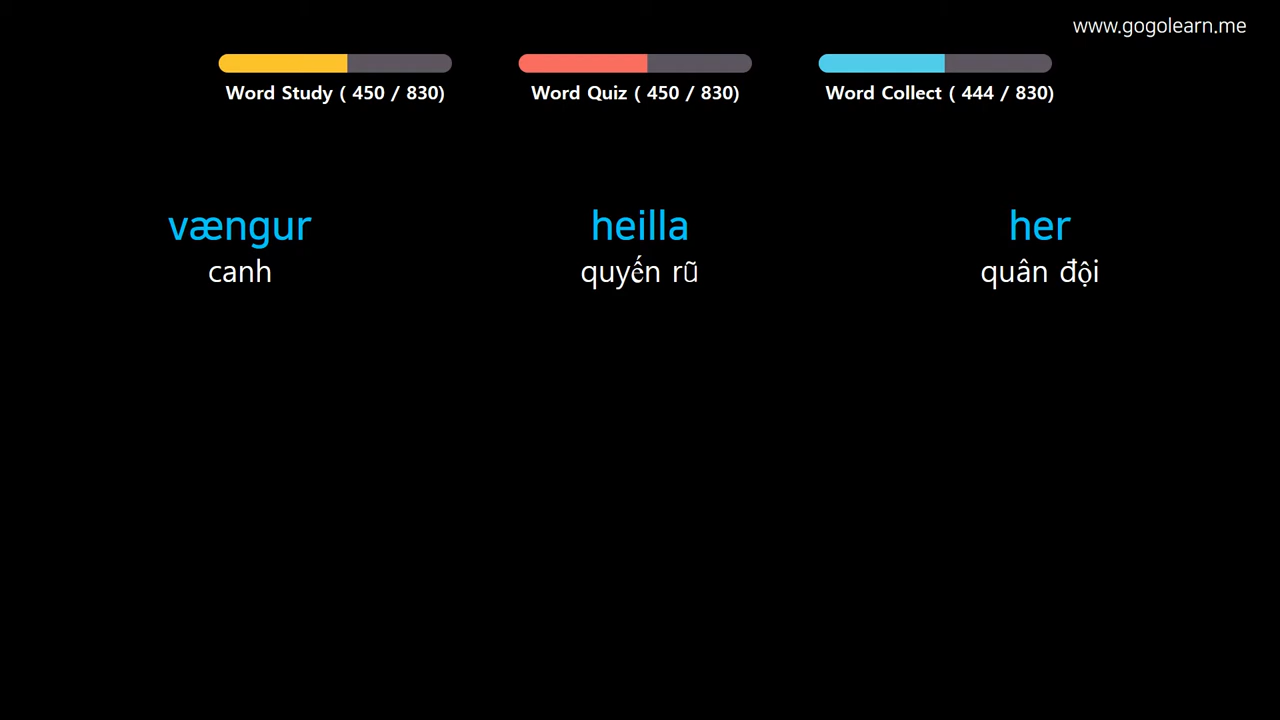 www.gogolearn.me
Word Study ( 450 / 830)
Word Quiz ( 450 / 830)
Word Collect ( 444 / 830)
vængur
canh
heilla
quyến rũ
her
quân đội